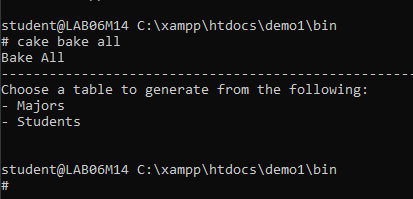 student@LAB06M14 C:\xampp\htdocs\demo1\bin
# cake bake all
Bake All
---------------------------------------------------------------
Choose a table to generate from the following:
- Majors
- Students
student@LAB06M14 C:\xampp\htdocs\demo1\bin
#